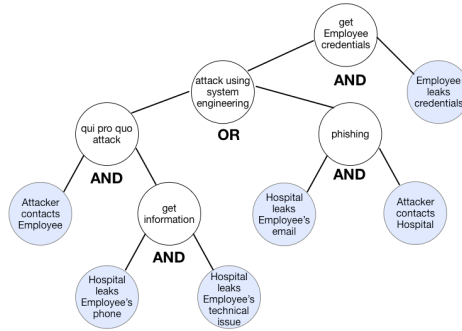 get
Employee
credentials
AND
attack using
system
engineering
OR
Employee
leaks
credentials
qui pro quo
attack
AND
phishing
AND
Attacker
contacts
Employee
get
information
AND
Hospital
leaks
Employee's
email
Attacker
contacts
Hospital
Hospital
leaks
Employee's
phone
Hospital
leaks
Employee's
technical
issue